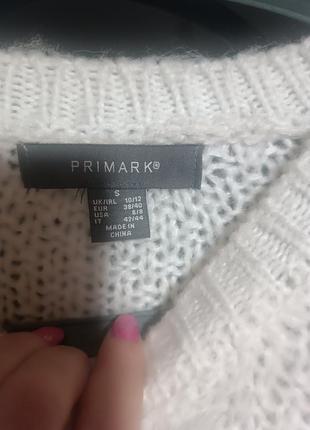 PRIMARK®
S
UK/IRL 10/12
EUR 38/40
USA 6/8
IT 42/44
MADE IN
CHINA